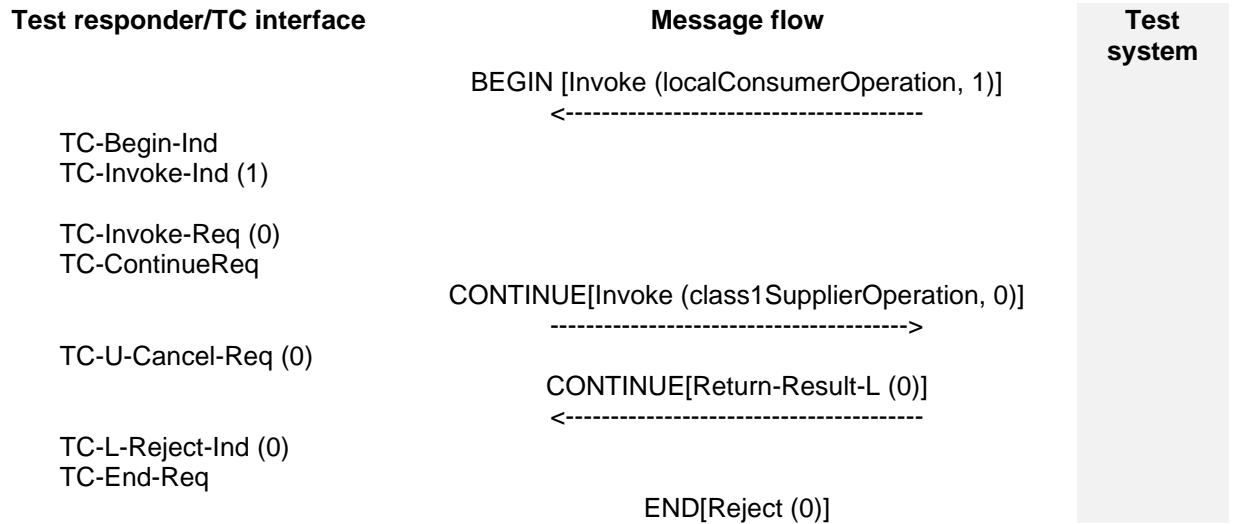 Test responder/TC interface Message flow Test system
BEGIN [Invoke (localConsumerOperation, 1)]
<----------------------------------------
TC-Begin-Ind
TC-Invoke-Ind (1)
TC-Invoke-Req (0)
TC-ContinueReq
CONTINUE[Invoke (class1SupplierOperation, 0)]
---------------------------------------->
TC-U-Cancel-Req (0)
CONTINUE[Return-Result-L (0)]
<----------------------------------------
TC-L-Reject-Ind (0)
TC-End-Req
END[Reject (0)]